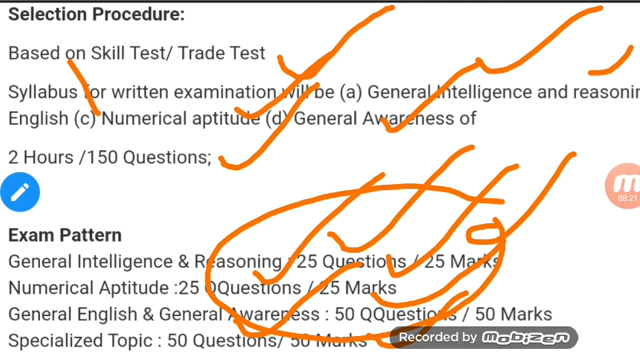 Selection Procedure:
Based on Skill Test/ Trade Test
Syllabus for written examination will be (a) General Intelligence and reasonin
English (c) Numerical aptitude (d) General Awareness of
2 Hours /150 Questions;
08:21
Exam Pattern
General Intelligence & Reasoning :25 Questions / 25 Marks
Numerical Aptitude :25 QQuestions / 25 Marks
General English & General Awareness : 50 QQuestions / 50 Marks
Specialized Topic : 50 Questions/ 50 Marks
Recorded by mobizen